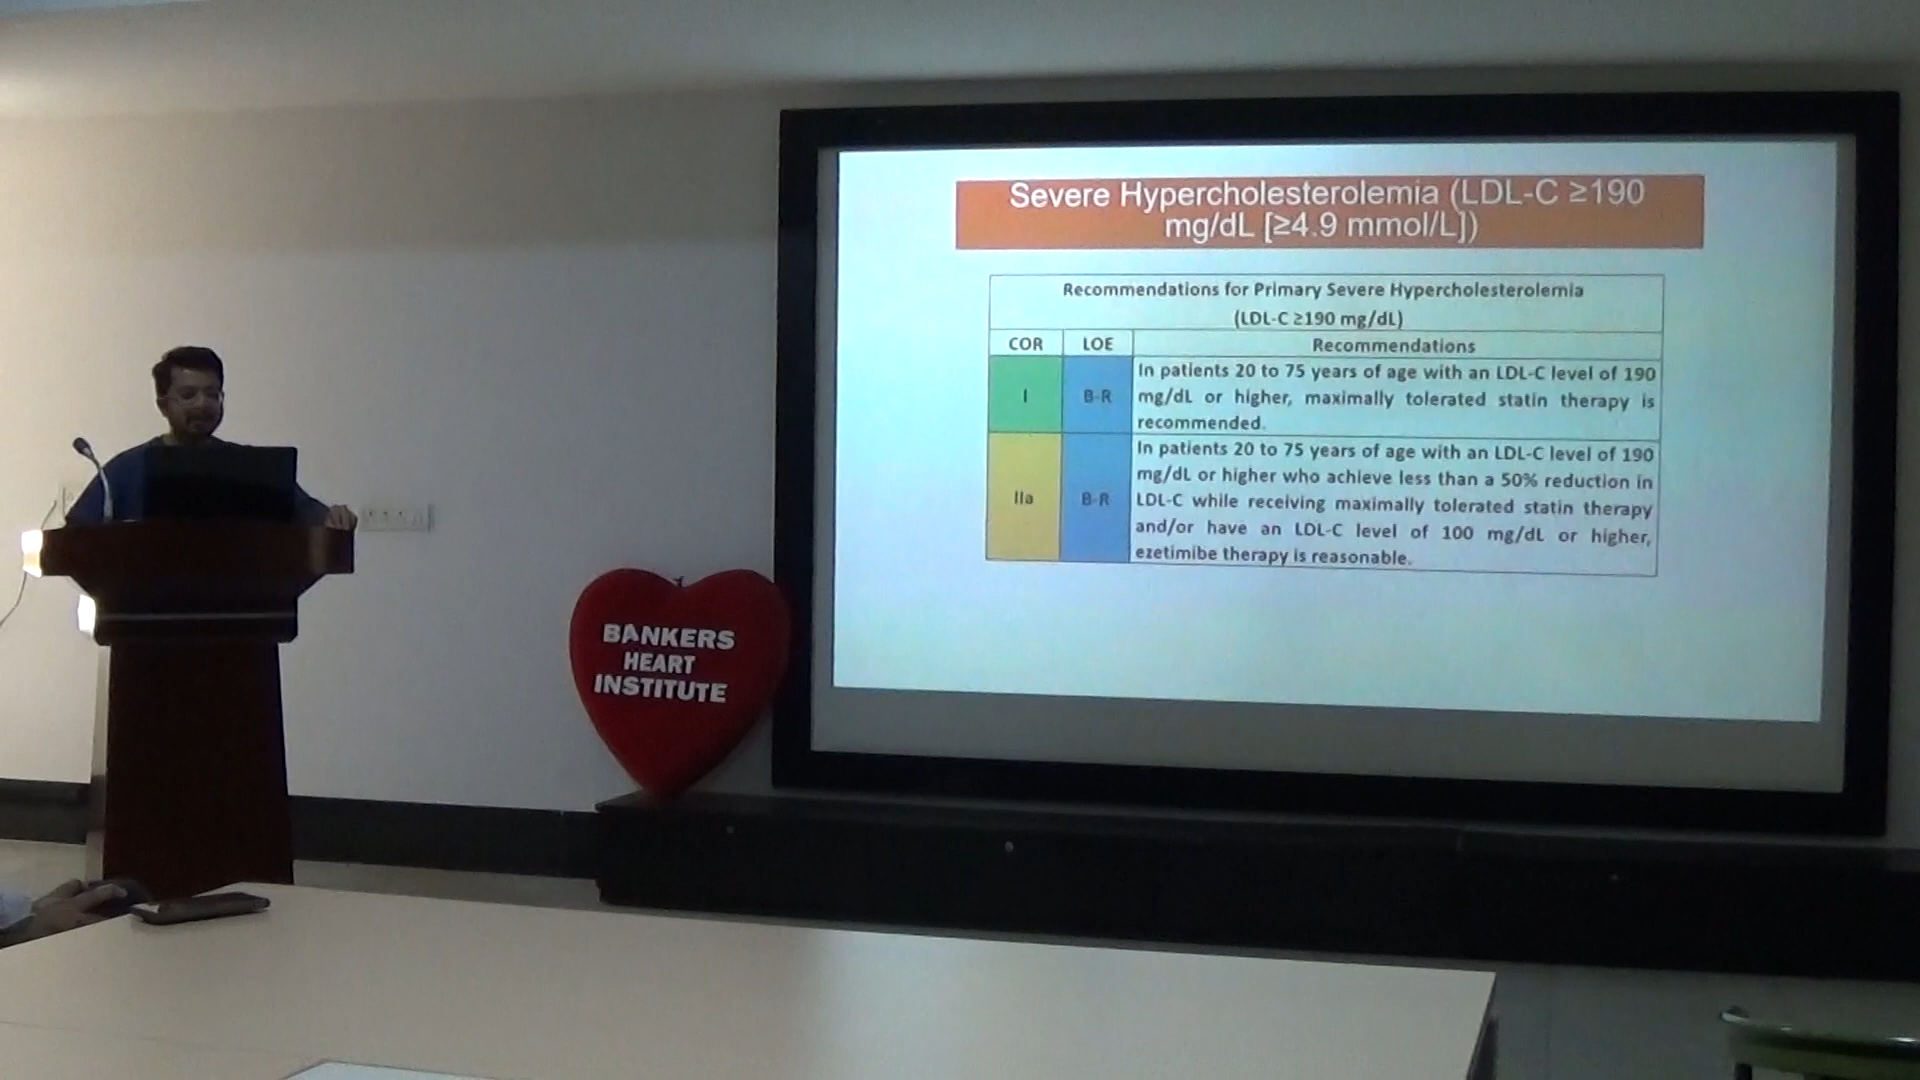 Severe Hypercholesterolemia (LDL-C ≥190
mg/dL [≥4.9 mmol/L])
Recommendations for Primary Severe Hypercholesterolemia
(LDL-C ≥190 mg/dL)
COR LOE Recommendations
I B-R In patients 20 to 75 years of age with an LDL-C level of 190
mg/dL or higher, maximally tolerated statin therapy is
recommended.
IIa B-R In patients 20 to 75 years of age with an LDL-C level of 190
mg/dL or higher who achieve less than a 50% reduction in
LDL-C while receiving maximally tolerated statin therapy
and/or have an LDL-C level of 100 mg/dL or higher,
ezetimibe therapy is reasonable.
BANKERS
HEART
INSTITUTE